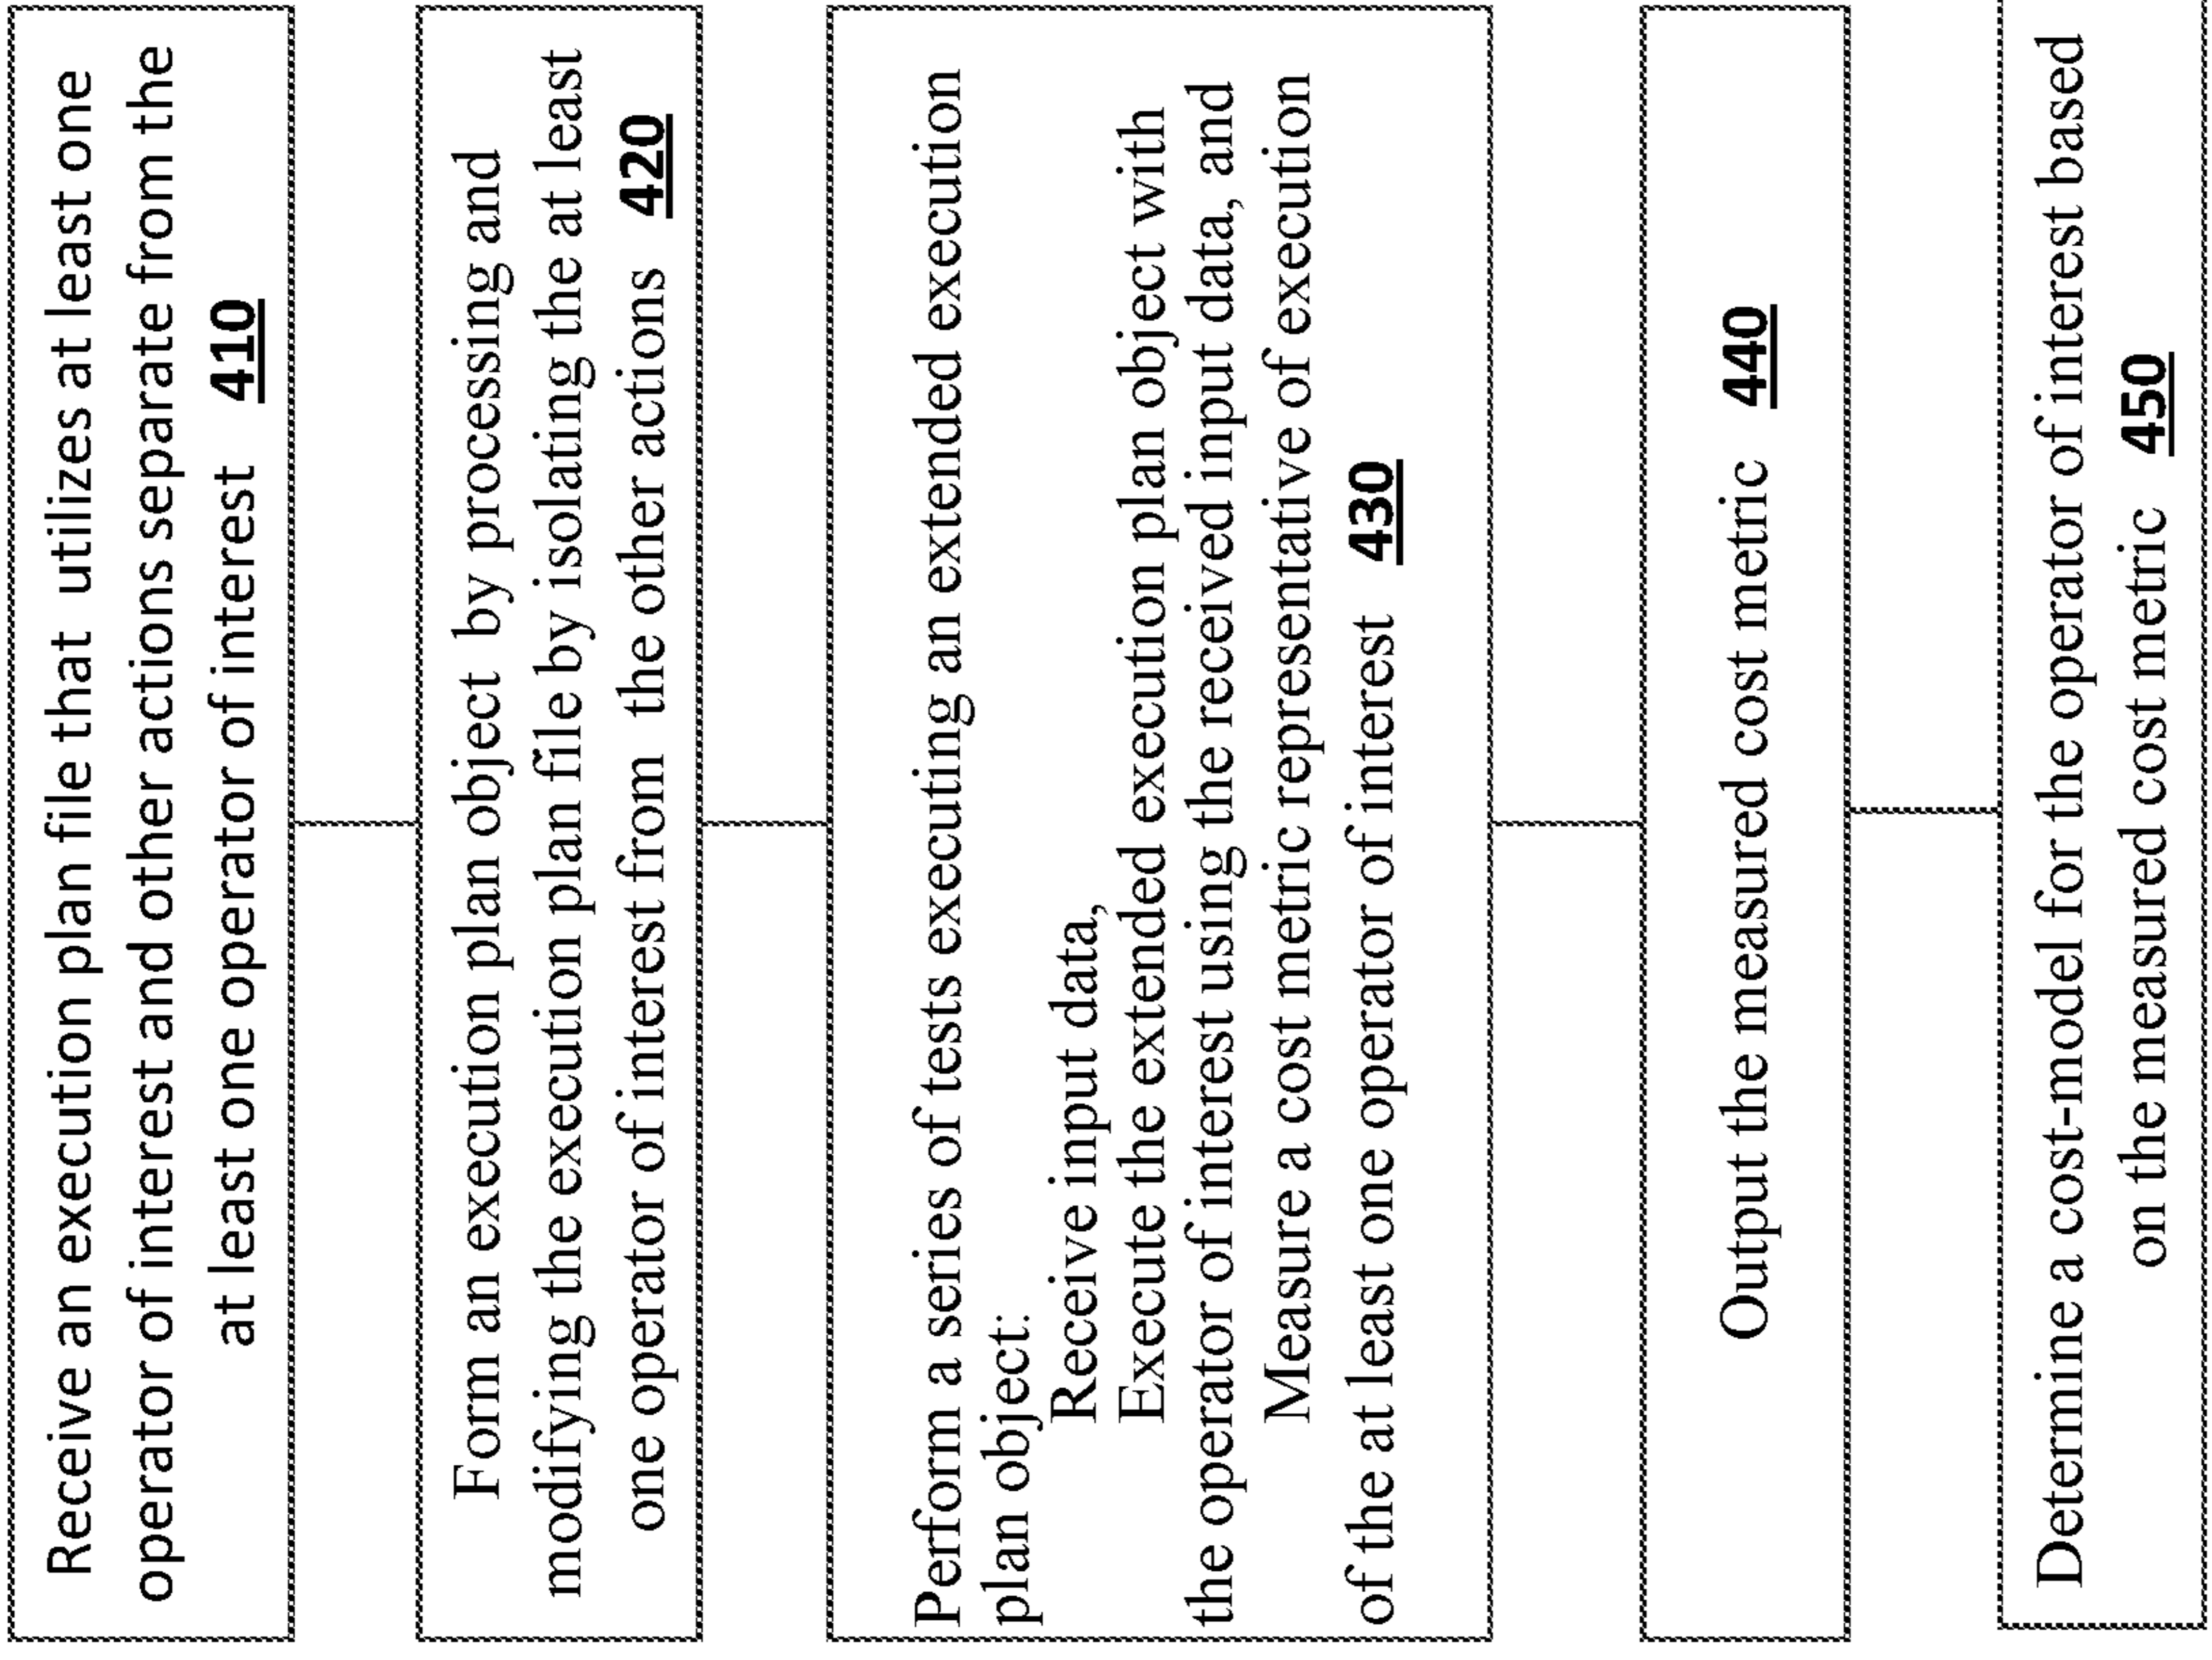 Receive an execution plan file that utilizes at least one
operator of interest and other actions separate from the
at least one operator of interest 410
Form an execution plan object by processing and
modifying the execution plan file by isolating the at least
one operator of interest from the other actions 420
Perform a series of tests executing an extended execution
plan object:
Receive input data,
Execute the extended execution plan object with
the operator of interest using the received input data, and
Measure a cost metric representative of execution
of the at least one operator of interest 430
Output the measured cost metric 440
Determine a cost-model for the operator of interest based
on the measured cost metric 450